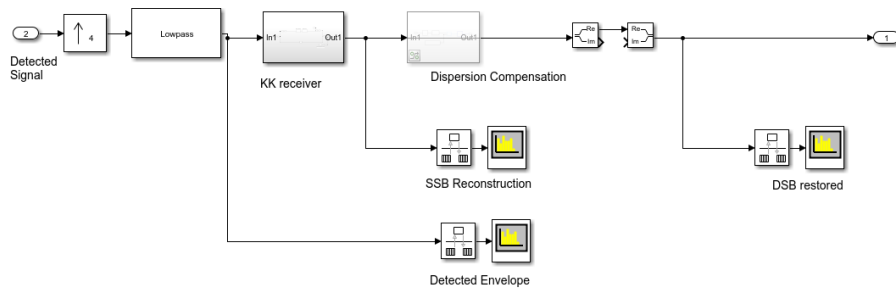 2
Detected
Signal
4
Lowpass
In1
Out1
KK receiver
In1
Out1
Dispersion Compensation
Re
Im
Re
Im
1
SSB Reconstruction
DSB restored
Detected Envelope